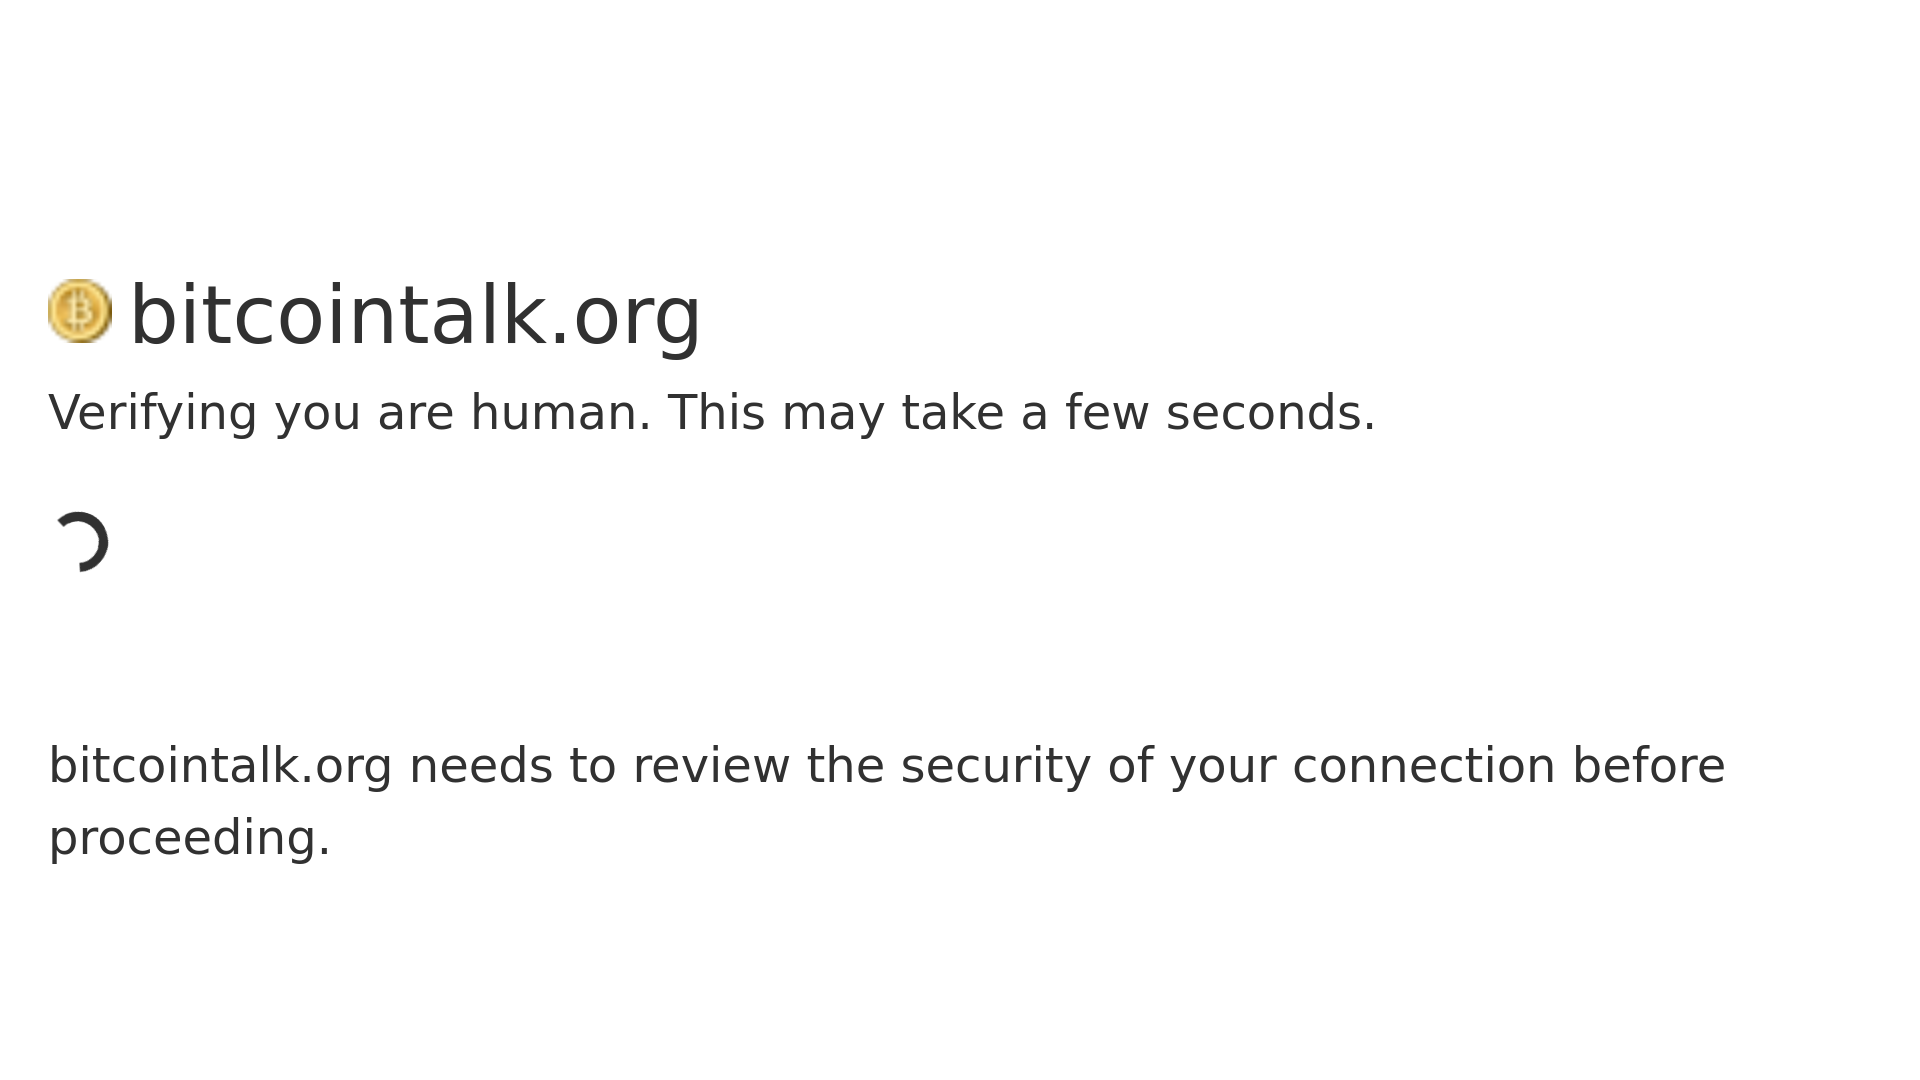 bitcointalk.org
Verifying you are human. This may take a few seconds.
bitcointalk.org needs to review the security of your connection before
proceeding.